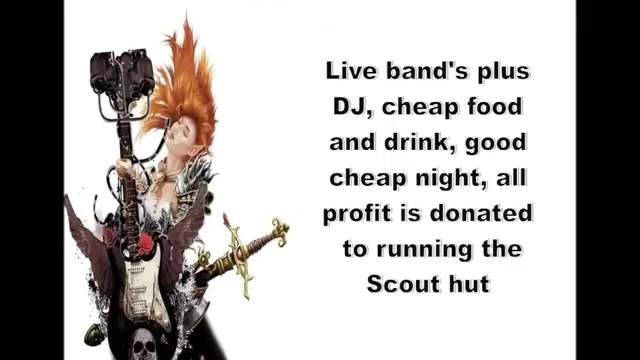 Live band's plus
DJ, cheap food
and drink, good
cheap night, all
profit is donated
to running the
Scout hut